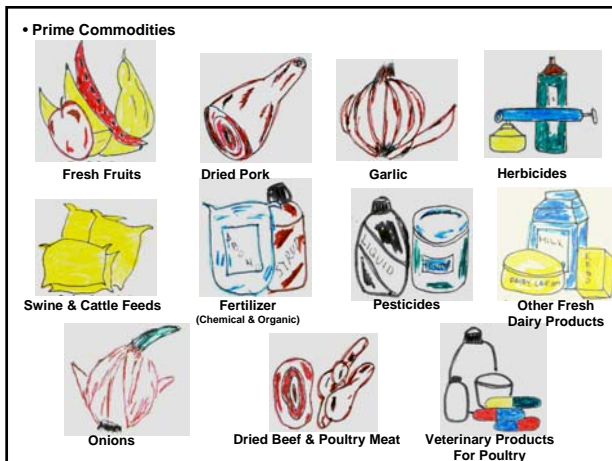 • Prime Commodities
Fresh Fruits
Dried Pork
Garlic
Herbicides
Swine & Cattle Feeds
Fertilizer
(Chemical & Organic)
Pesticides
Other Fresh
Dairy Products
LIQUID
MILK
Onions
Dried Beef & Poultry Meat
Veterinary Products
For Poultry